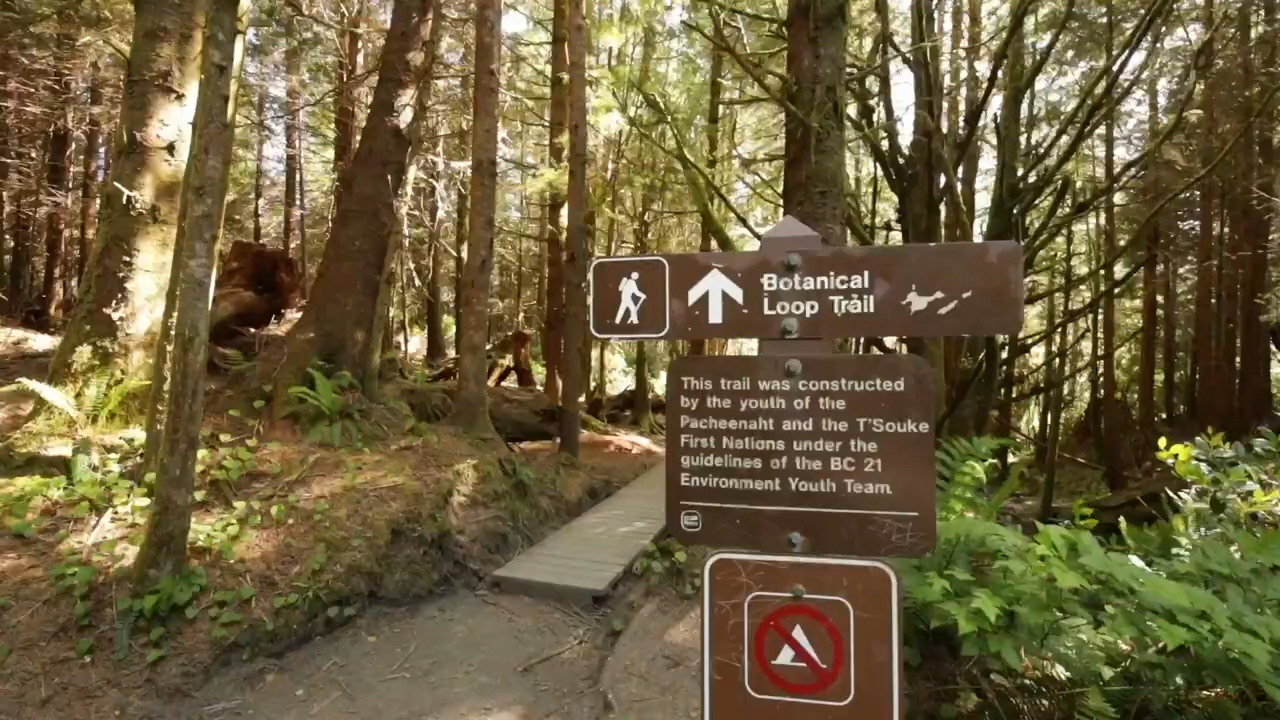 Botanical
Loop Trail
This trail was constructed
by the youth of the
Pacheenaht and the T'Souke
First Nations under the
guidelines of the BC 21
Environment Youth Team.